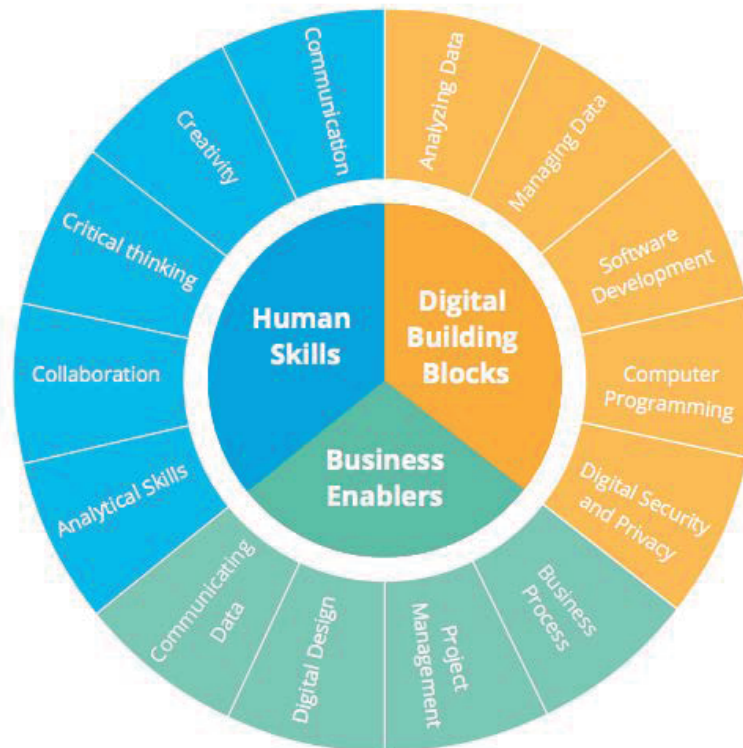 Communication
Creativity
Critical thinking
Collaboration
Analytical Skills
Analyzing Data
Managing Data
Software
Development
Computer
Programming
Digital Security
and Privacy
Business
Process
Project
Management
Digital Design
Communicating
Data
Human
Skills
Digital
Building
Blocks
Business
Enablers